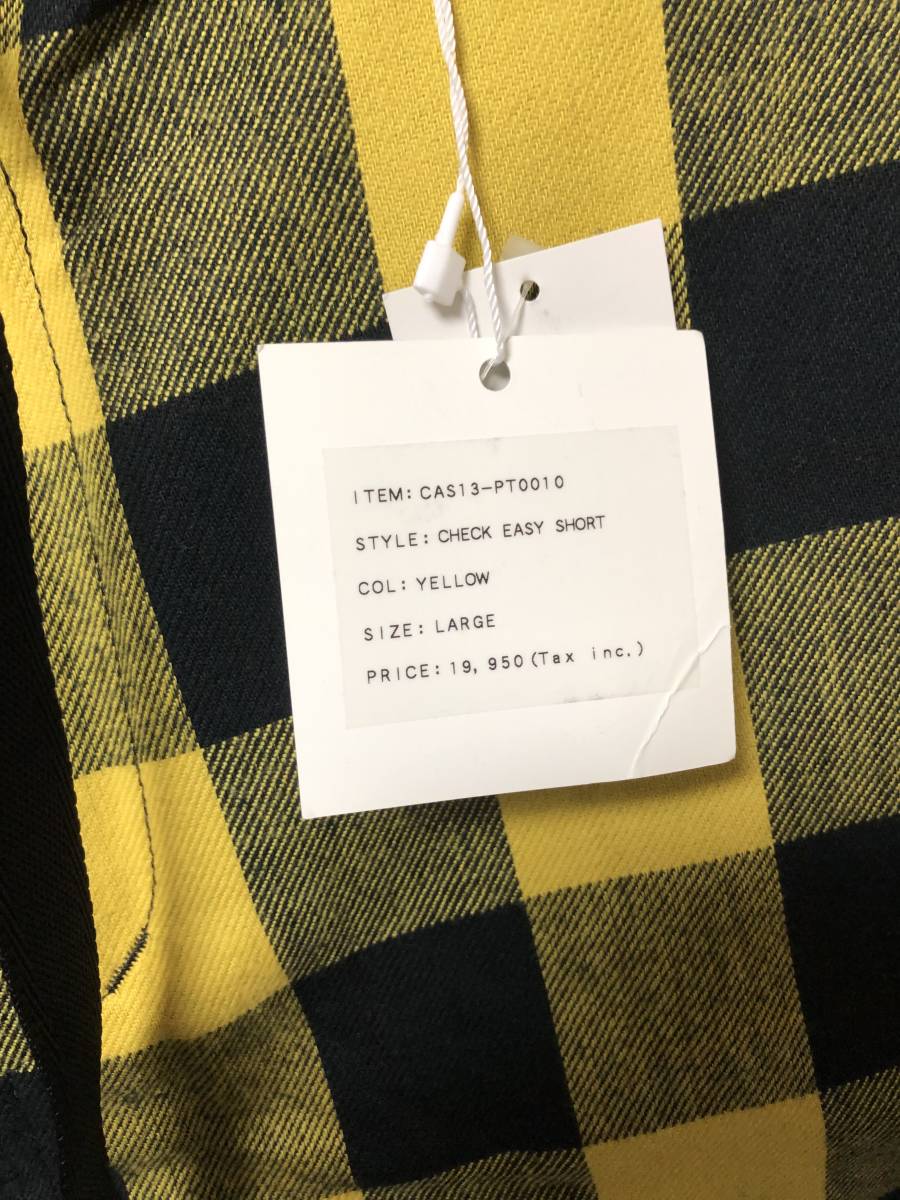 ITEM: CAS13-PT0010
STYLE: CHECK EASY SHORT
COL: YELLOW
SIZE: LARGE
PRICE: 19,950(Tax inc.)